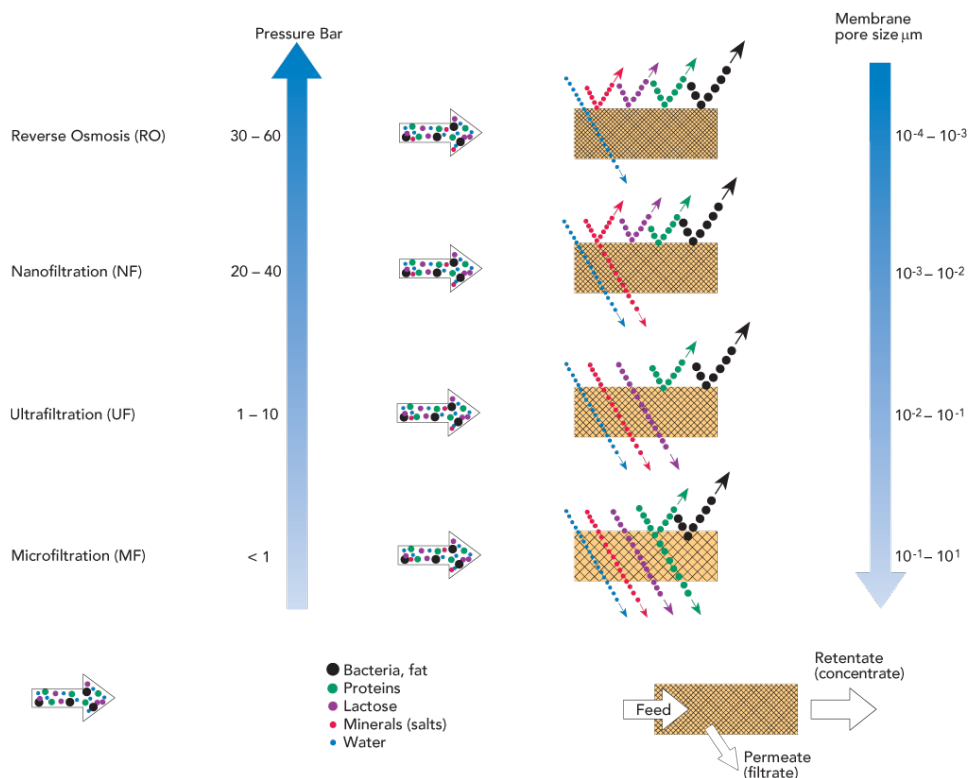 Pressure Bar
Membrane
pore size µm
Reverse Osmosis (RO)
30 – 60
10-4 – 10-3
Nanofiltration (NF)
20 – 40
10-3 – 10-2
Ultrafiltration (UF)
1 – 10
10-2 – 10-1
Microfiltration (MF)
< 1
10-1 – 101
Bacteria, fat
Proteins
Lactose
Minerals (salts)
Water
Retentate
(concentrate)
Feed
Permeate
(filtrate)